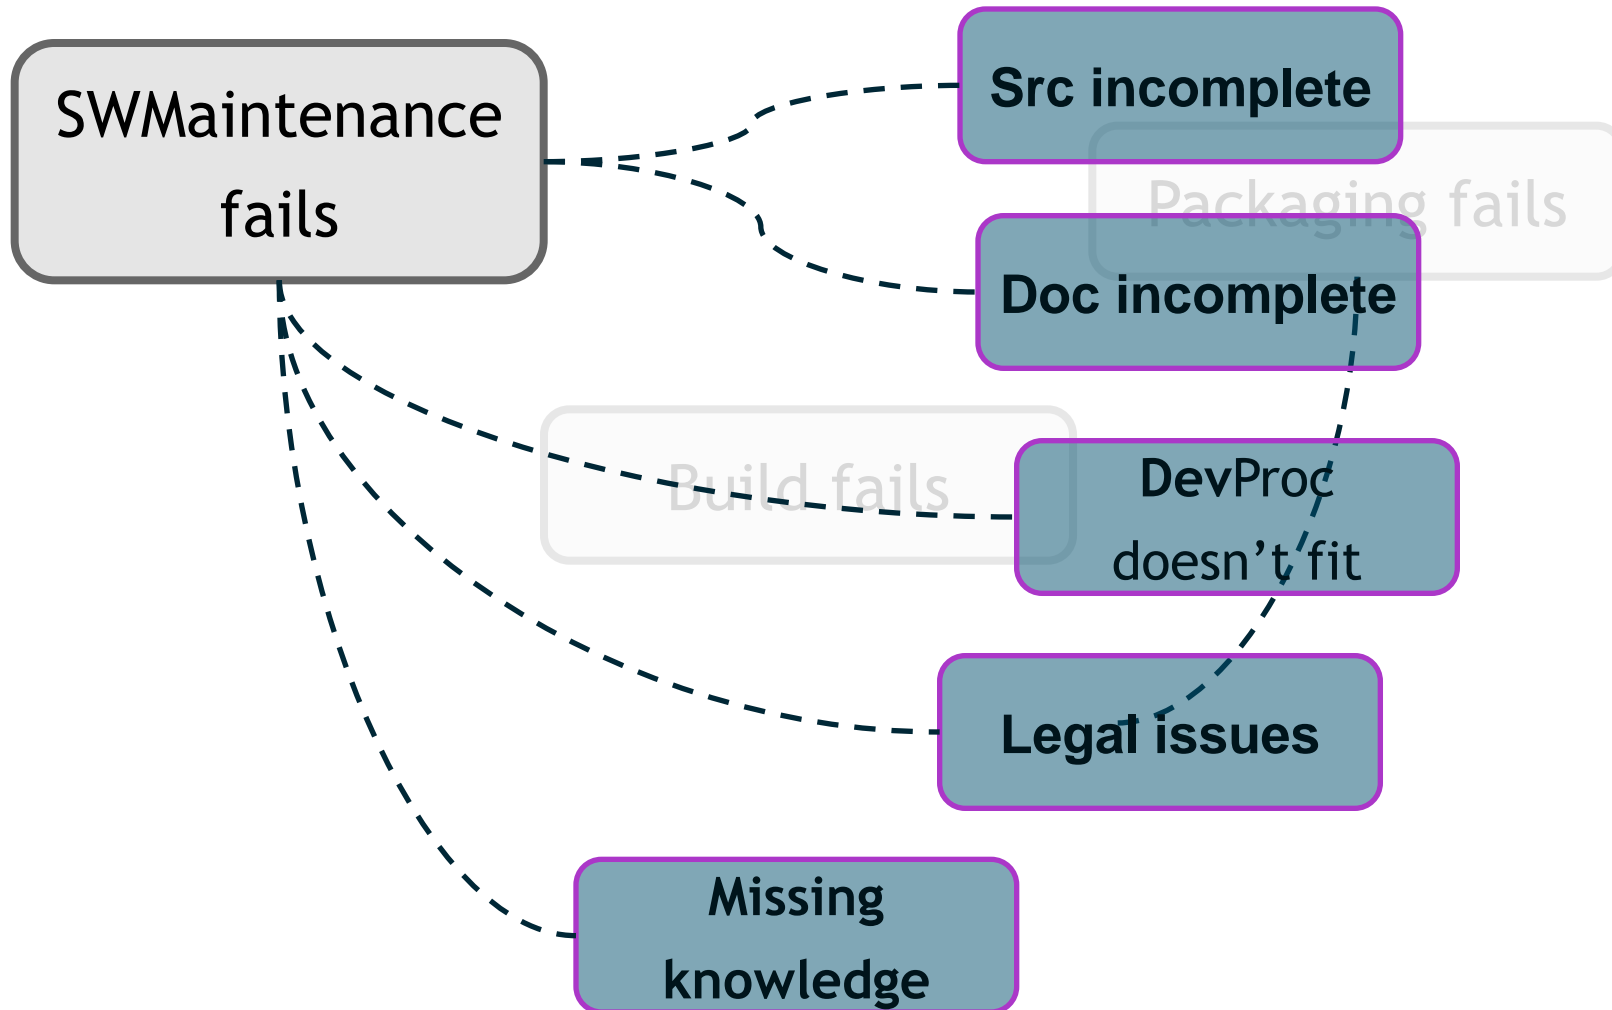 SWMaintenance
fails
Src incomplete
Packaging fails
Doc incomplete
Build fails
DevProc
doesn’t fit
Legal issues
Missing
knowledge